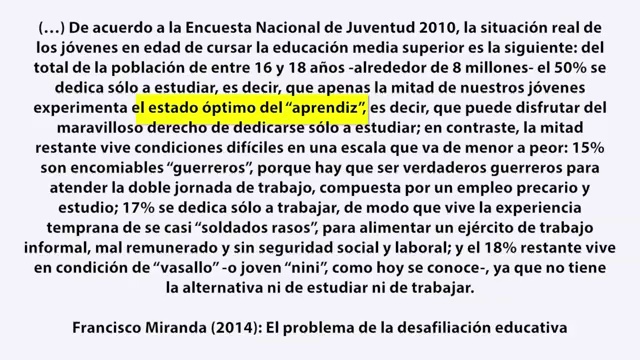 (...) De acuerdo a la Encuesta Nacional de Juventud 2010, la situación real de
los jóvenes en edad de cursar la educación media superior es la siguiente: del
total de la población de entre 16 y 18 años -alrededor de 8 millones- el 50% se
dedica sólo a estudiar, es decir, que apenas la mitad de nuestros jóvenes
experimenta el estado óptimo del “aprendiz”, es decir, que puede disfrutar del
maravilloso derecho de dedicarse sólo a estudiar; en contraste, la mitad
restante vive condiciones difíciles en una escala que va de menor a peor: 15%
son encomiables “guerreros”, porque hay que ser verdaderos guerreros para
atender la doble jornada de trabajo, compuesta por un empleo precario y
estudio; 17% se dedica sólo a trabajar, de modo que vive la experiencia
temprana de se casi “soldados rasos”, para alimentar un ejército de trabajo
informal, mal remunerado y sin seguridad social y laboral; y el 18% restante vive
en condición de “vasallo” -o joven “nini”, como hoy se conoce-, ya que no tiene
la alternativa ni de estudiar ni de trabajar.
Francisco Miranda (2014): El problema de la desafiliación educativa